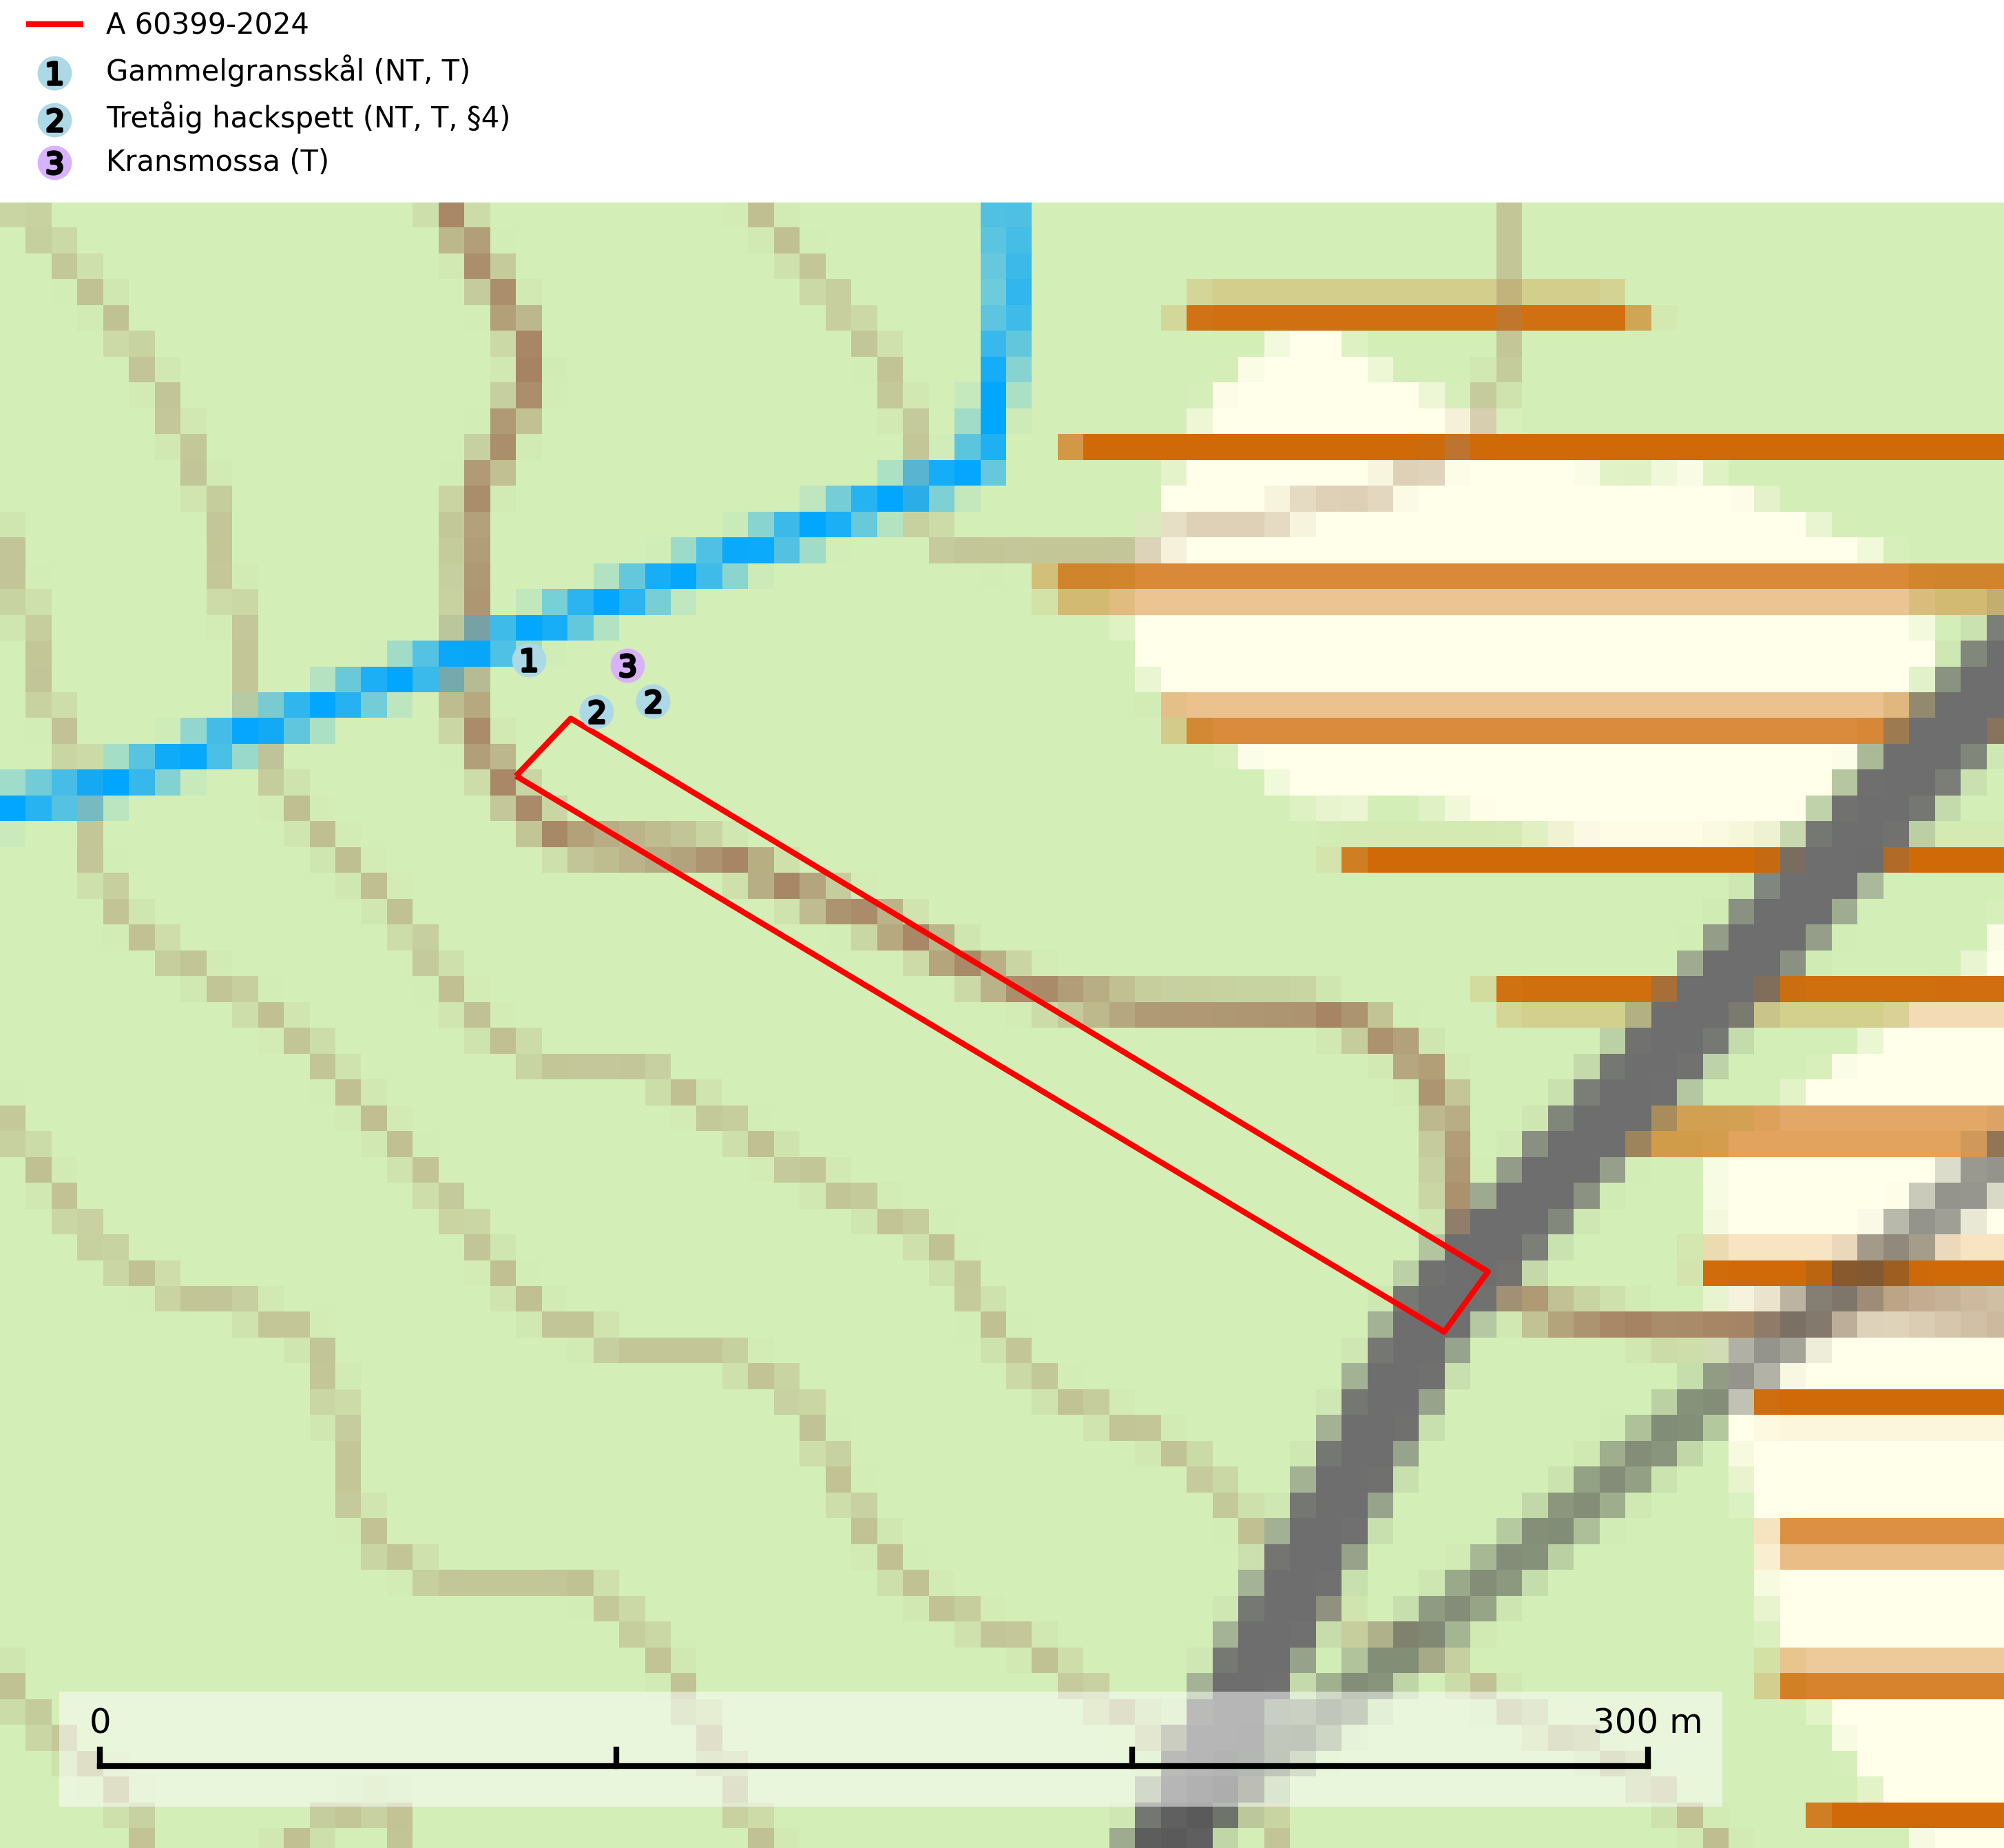 A 60399-2024
1 Gammelgransskål (NT, T)
2 Tretåig hackspett (NT, T, §4)
3 Kransmossa (T)
1
3
2
2
0 300 m